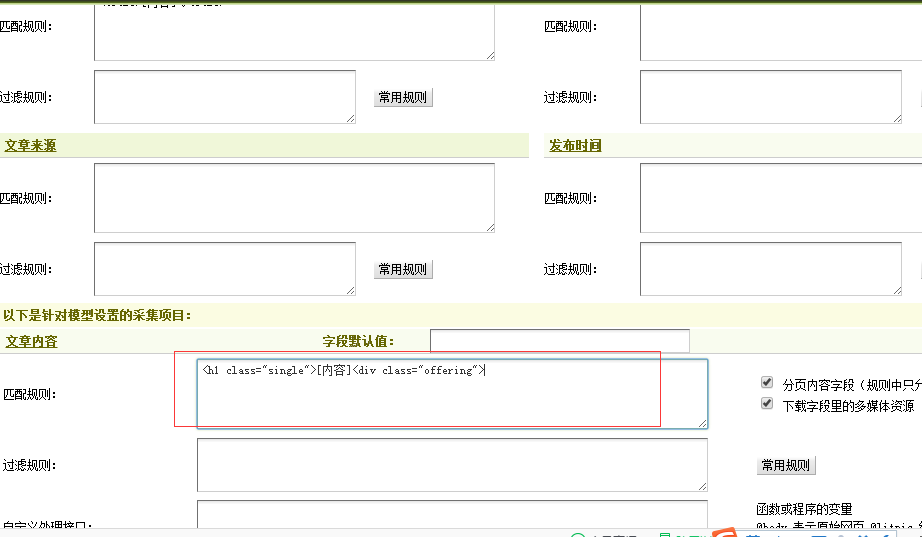 匹配规则：
匹配规则：
过滤规则：
常用规则
过滤规则：
文章来源
发布时间
匹配规则：
匹配规则：
过滤规则：
常用规则
过滤规则：
以下是针对模型设置的采集项目：
文章内容
字段默认值：
匹配规则：
<h1 class="single">[内容]<div class="offering">
分页内容字段（规则中只
下载字段里的多媒体资源
过滤规则：
常用规则
自定义处理接口：
函数或程序的变量
@body 表示原始网页 @litpic